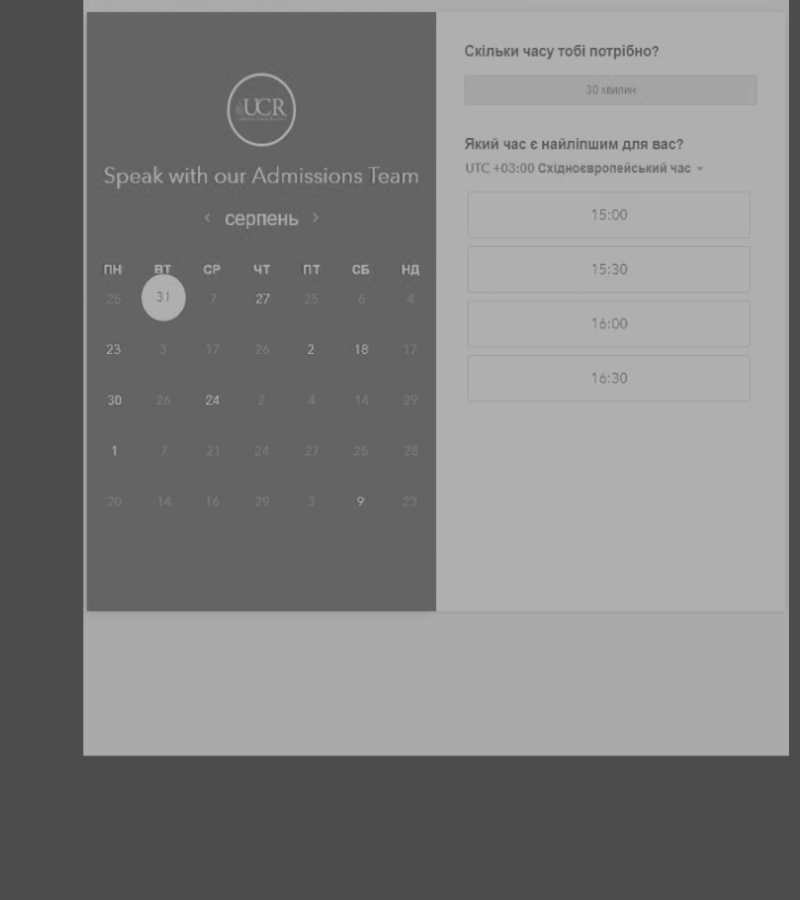 UCR
Speak with our Admissions Team
серпень
ПН ВТ СР ЧТ ПТ СБ НД
25 31 7 27 25 6 4
23 3 17 26 2 18 17
30 26 24 2 4 14 29
1 7 21 24 27 25 28
20 14 16 29 3 9 23
Скільки часу тобі потрібно?
30 хвилин
Який час є найліпшим для вас?
UTC +03:00 Східноєвропейський час
15:00
15:30
16:00
16:30